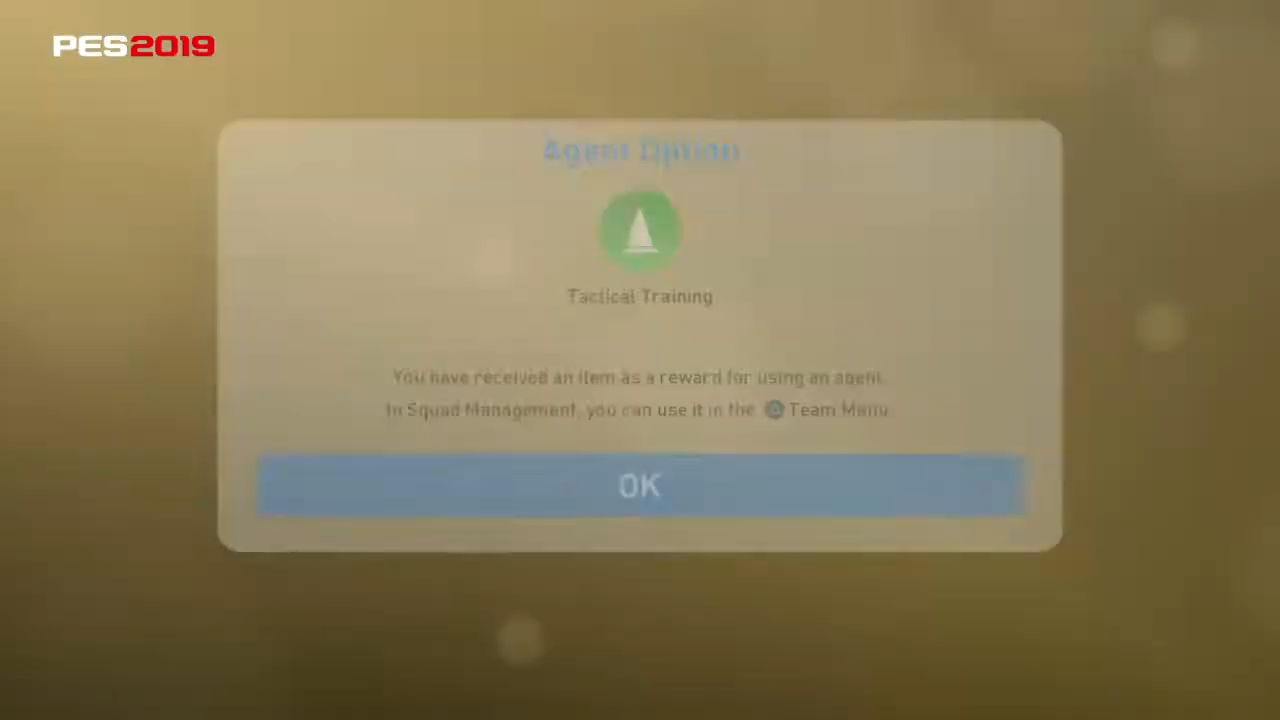 PES2019
Agent Option
Tactical Training
You have received an item as a reward for using an agent.
In Squad Management, you can use it in the Team Menu.
OK